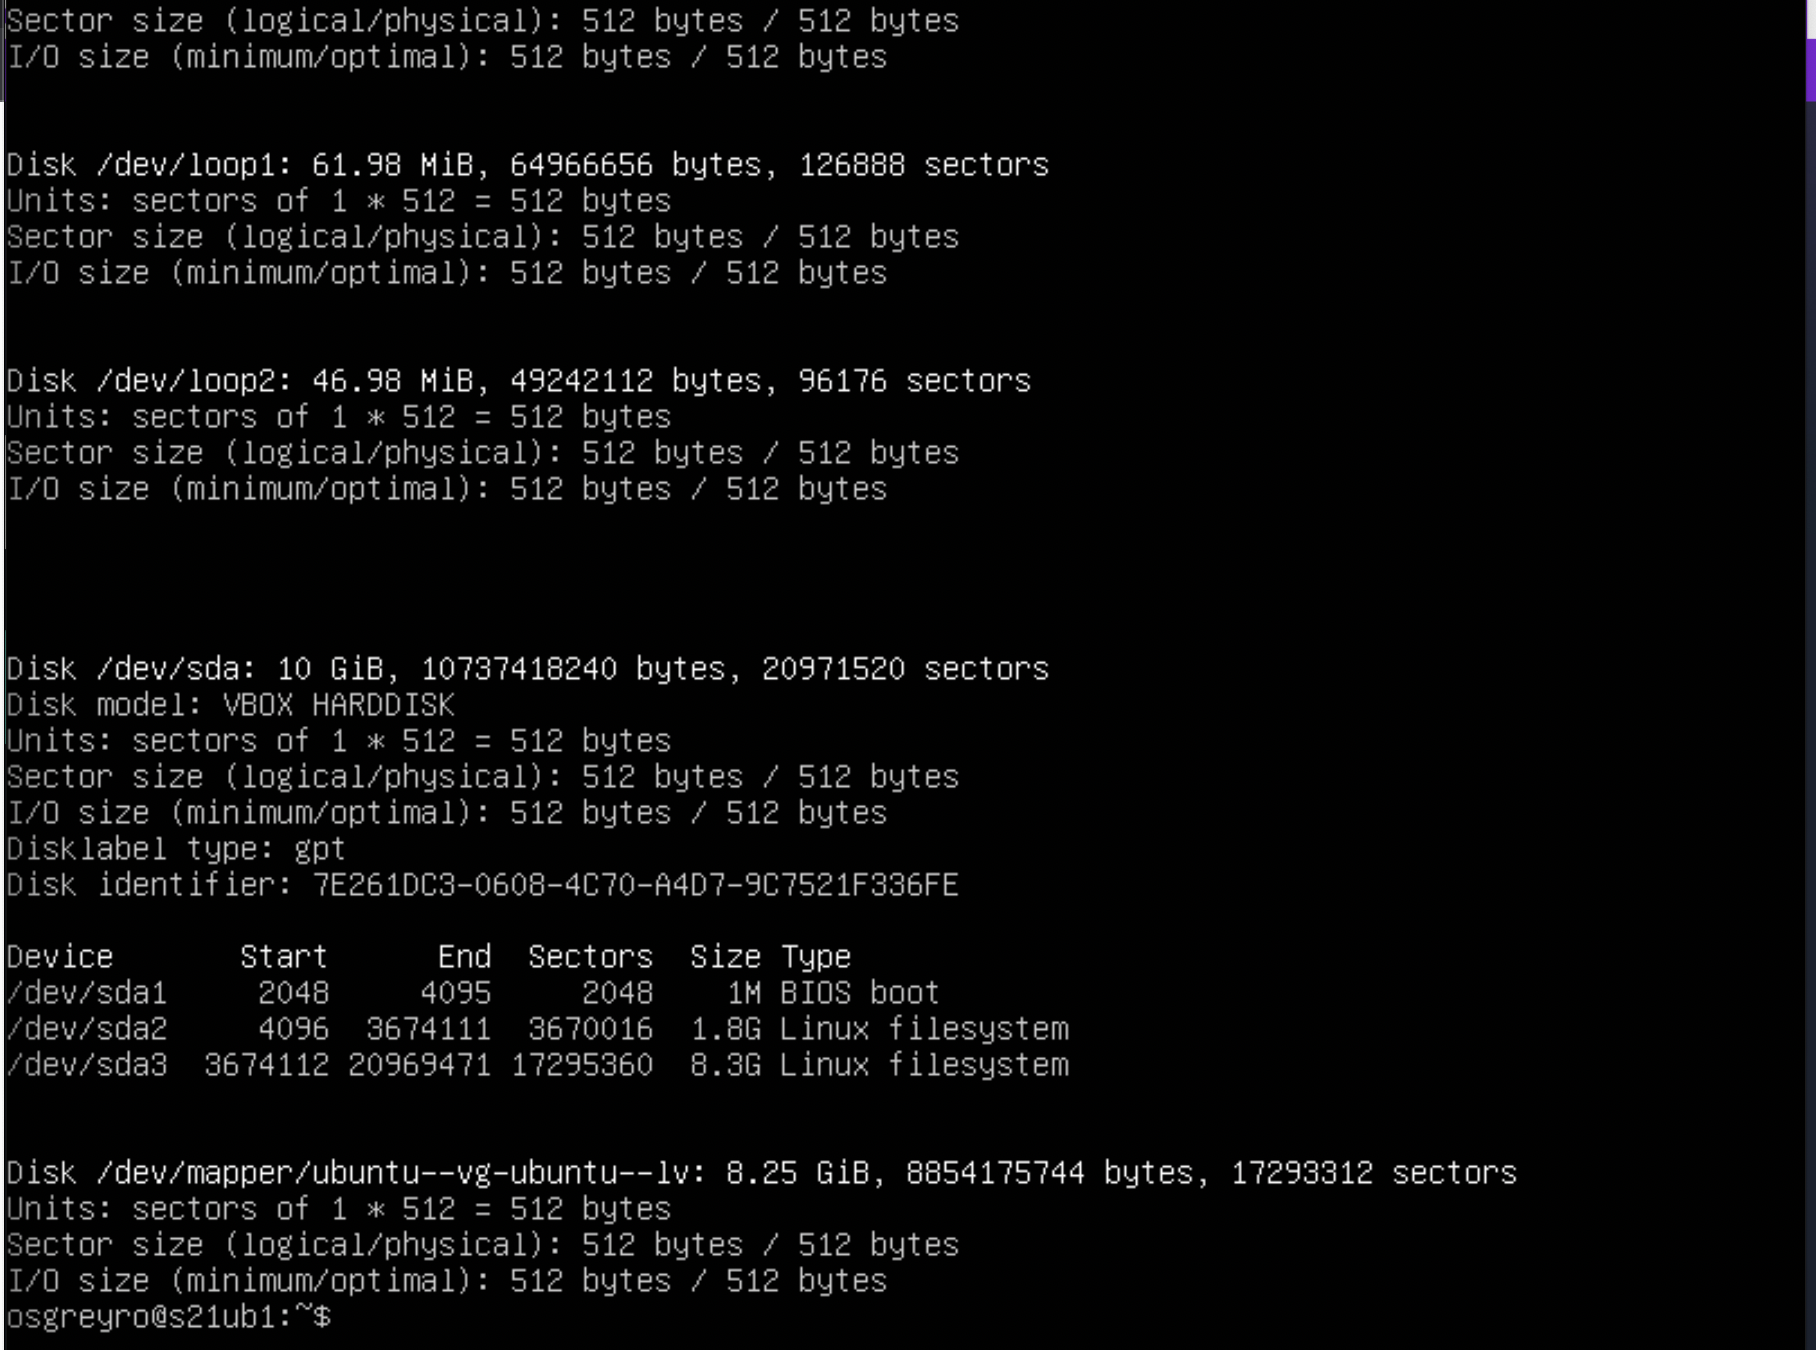 Sector size (logical/physical): 512 bytes / 512 bytes
I/O size (minimum/optimal): 512 bytes / 512 bytes
Disk /dev/loop1: 61.98 MiB, 64966656 bytes, 126888 sectors
Units: sectors of 1 * 512 = 512 bytes
Sector size (logical/physical): 512 bytes / 512 bytes
I/O size (minimum/optimal): 512 bytes / 512 bytes
Disk /dev/loop2: 46.98 MiB, 49242112 bytes, 96176 sectors
Units: sectors of 1 * 512 = 512 bytes
Sector size (logical/physical): 512 bytes / 512 bytes
I/O size (minimum/optimal): 512 bytes / 512 bytes
Disk /dev/sda: 10 GiB, 10737418240 bytes, 20971520 sectors
Disk model: VBOX HARDDISK
Units: sectors of 1 * 512 = 512 bytes
Sector size (logical/physical): 512 bytes / 512 bytes
I/O size (minimum/optimal): 512 bytes / 512 bytes
Disklabel type: gpt
Disk identifier: 7E261DC3-0608-4C70-A4D7-9C7521F336FE
Device       Start      End  Sectors  Size Type
/dev/sda1     2048     4095     2048    1M BIOS boot
/dev/sda2     4096  3674111  3670016  1.8G Linux filesystem
/dev/sda3  3674112 20969471 17295360  8.3G Linux filesystem
Disk /dev/mapper/ubuntu--vg-ubuntu--lv: 8.25 GiB, 8854175744 bytes, 17293312 sectors
Units: sectors of 1 * 512 = 512 bytes
Sector size (logical/physical): 512 bytes / 512 bytes
I/O size (minimum/optimal): 512 bytes / 512 bytes
osgreyro@s21ub1:~$